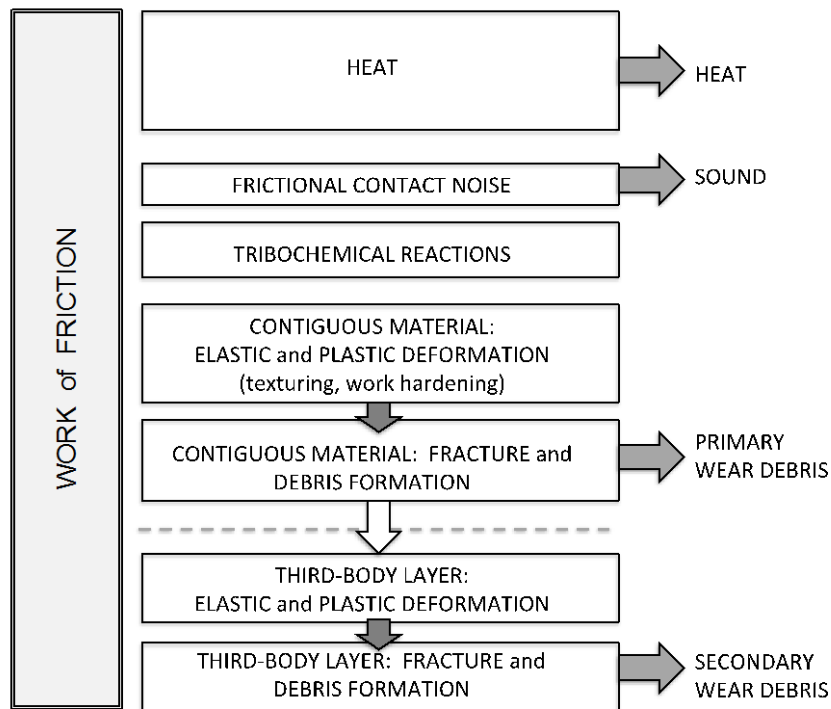 WORK of FRICTION
HEAT
HEAT
FRICTIONAL CONTACT NOISE
SOUND
TRIBOCHEMICAL REACTIONS
CONTIGUOUS MATERIAL:
ELASTIC and PLASTIC DEFORMATION
(texturing, work hardening)
CONTIGUOUS MATERIAL: FRACTURE and
DEBRIS FORMATION
PRIMARY
WEAR DEBRIS
THIRD-BODY LAYER:
ELASTIC and PLASTIC DEFORMATION
THIRD-BODY LAYER: FRACTURE and
DEBRIS FORMATION
SECONDARY
WEAR DEBRIS